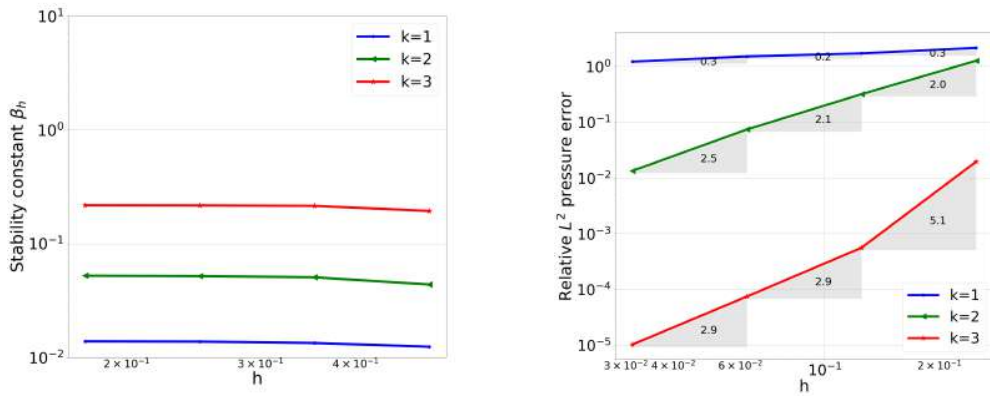 Stability constant βₕ
10¹
10⁰
10⁻¹
10⁻²
2 × 10⁻¹
3 × 10⁻¹
4 × 10⁻¹
h
k=1
k=2
k=3
Relative L² pressure error
10⁰
10⁻¹
10⁻²
10⁻³
10⁻⁴
10⁻⁵
0.3
0.2
0.3
2.5
2.1
2.0
2.9
2.9
5.1
3 × 10⁻²
4 × 10⁻²
6 × 10⁻²
10⁻¹
2 × 10⁻¹
h
k=1
k=2
k=3